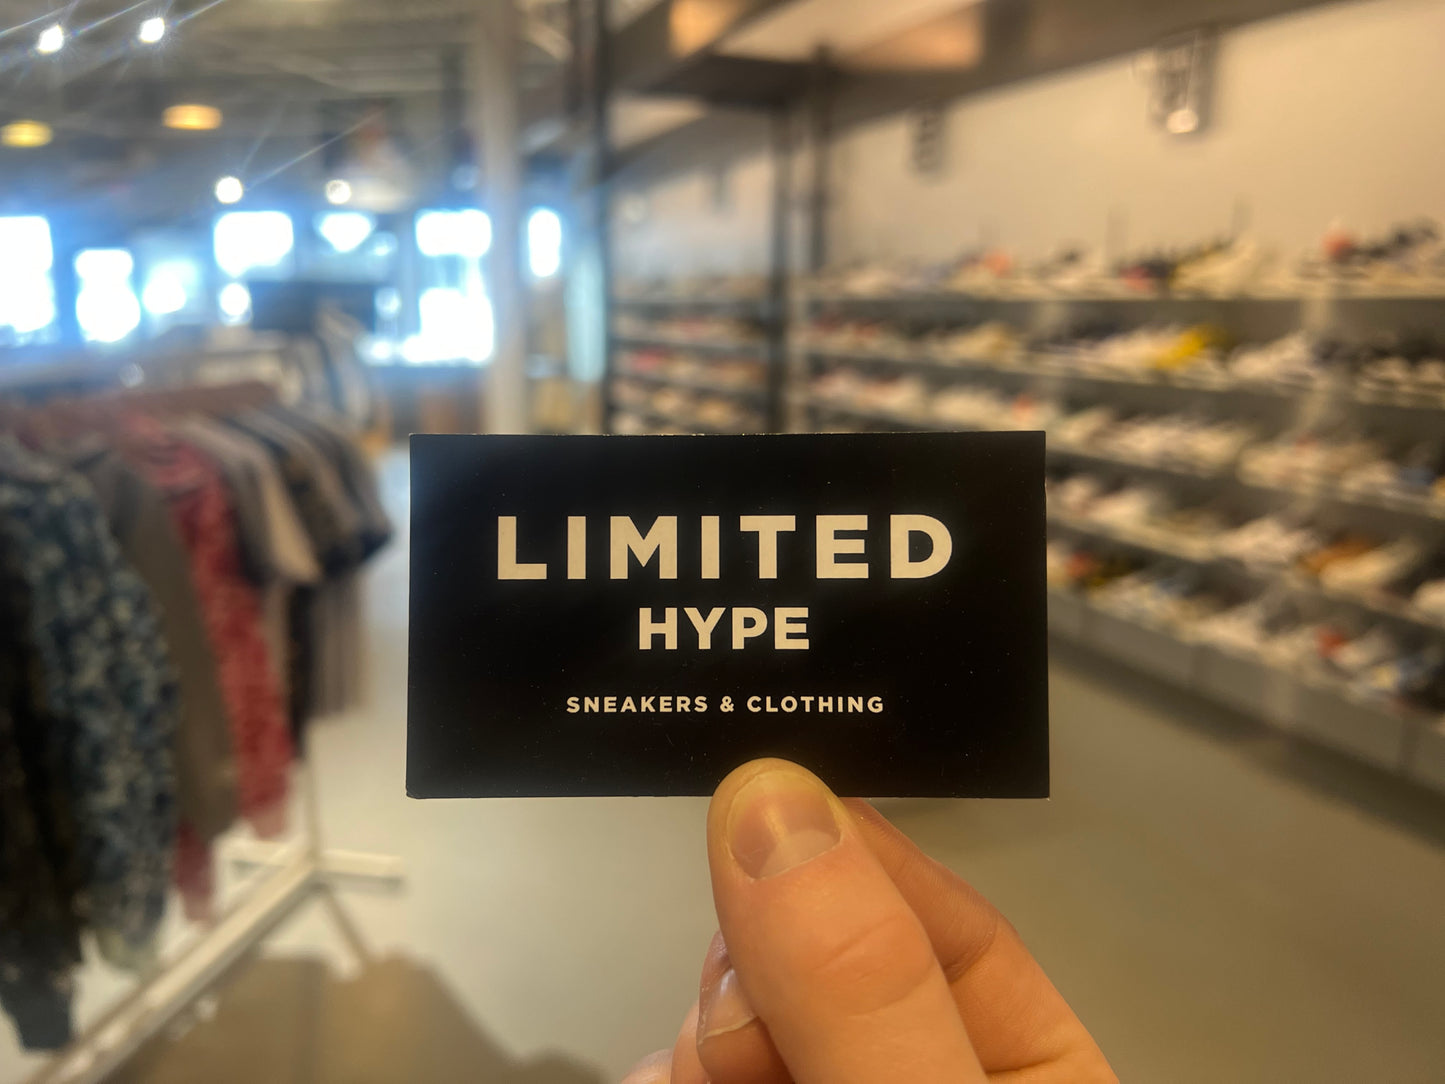 LIMITED
HYPE
SNEAKERS & CLOTHING